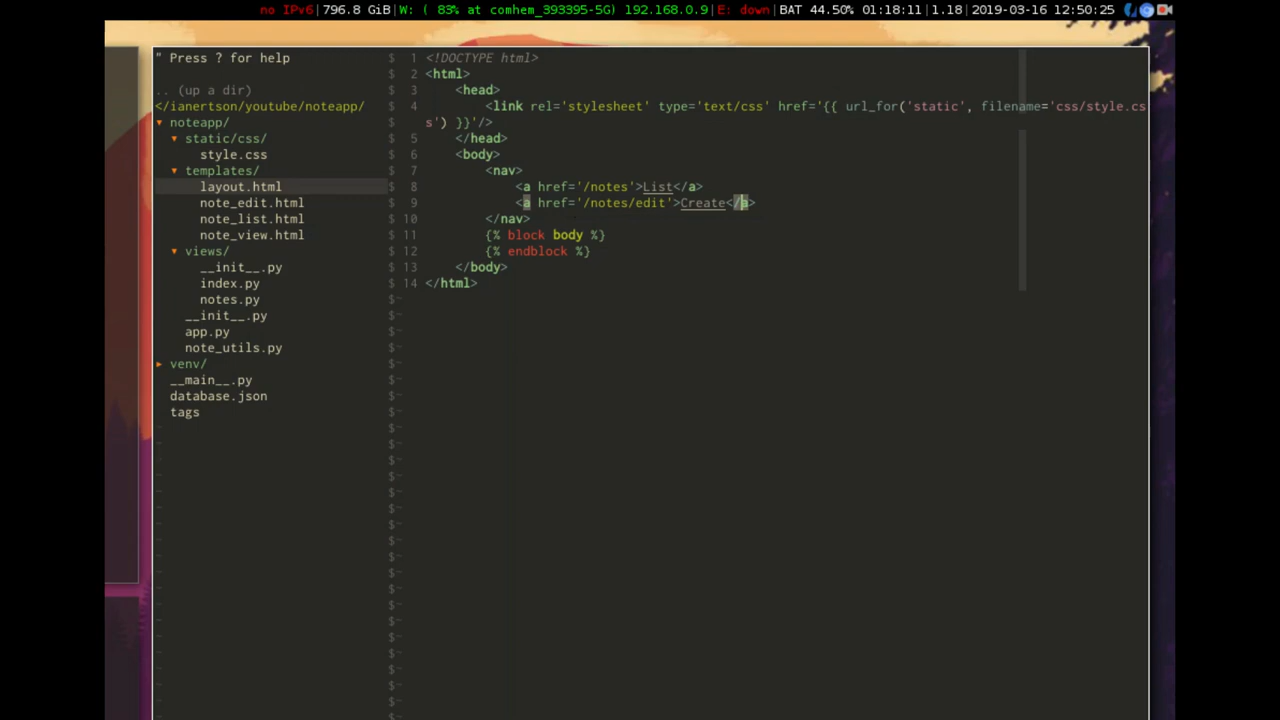 no IPv6|796.8 GiB|W: ( 83% at comhem_393395-5G) 192.168.0.9|E: down|BAT 44.50% 01:18:11|1.18|2019-03-16 12:50:25
" Press ? for help
.. (up a dir)
</ianertson/youtube/noteapp/
▾ noteapp/
▾ static/css/
style.css
▾ templates/
layout.html
note_edit.html
note_list.html
note_view.html
▾ views/
__init__.py
index.py
notes.py
__init__.py
app.py
note_utils.py
▸ venv/
__main__.py
database.json
tags
1 <!DOCTYPE html>
2 <html>
3 <head>
4 <link rel='stylesheet' type='text/css' href='{{ url_for('static', filename='css/style.cs
s') }}'/>
5 </head>
6 <body>
7 <nav>
8 <a href='/notes'>List</a>
9 <a href='/notes/edit'>Create</a>
10 </nav>
11 {% block body %}
12 {% endblock %}
13 </body>
14 </html>